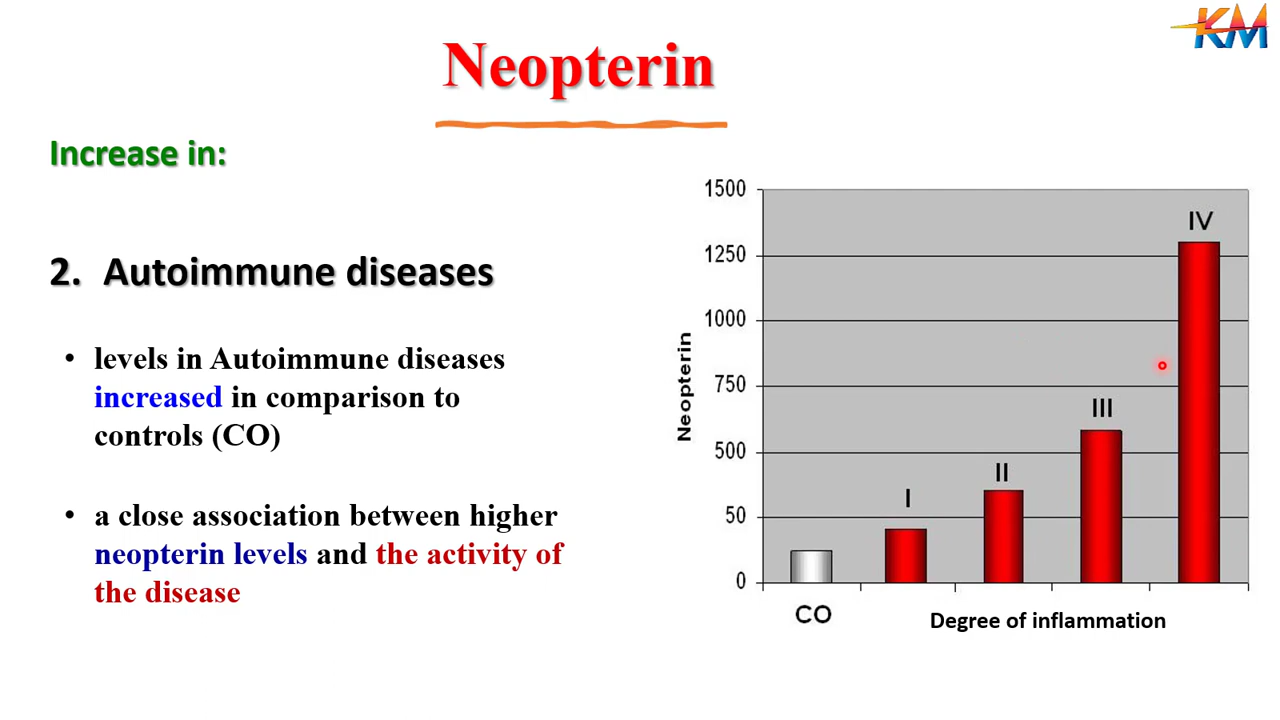 KM
Neopterin
Increase in:
2. Autoimmune diseases
• levels in Autoimmune diseases
increased in comparison to
controls (CO)
• a close association between higher
neopterin levels and the activity of
the disease
1500
1250
1000
750
500
50
0
Neopterin
I
II
III
IV
CO
Degree of inflammation